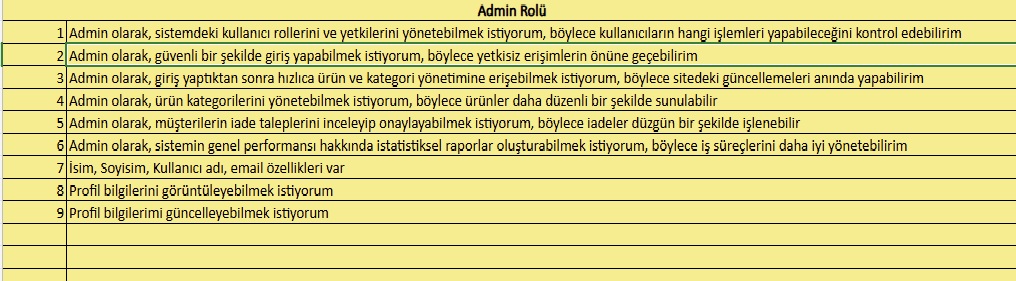 Admin Rolü
1 Admin olarak, sistemdeki kullanıcı rollerini ve yetkilerini yönetebilmek istiyorum, böylece kullanıcıların hangi işlemleri yapabileceğini kontrol edebilirim
2 Admin olarak, güvenli bir şekilde giriş yapabilmek istiyorum, böylece yetkisiz erişimlerin önüne geçebilirim
3 Admin olarak, giriş yaptıktan sonra hızlıca ürün ve kategori yönetimine erişebilmek istiyorum, böylece sitedeki güncellemeleri anında yapabilirim
4 Admin olarak, ürün kategorilerini yönetebilmek istiyorum, böylece ürünler daha düzenli bir şekilde sunulabilir
5 Admin olarak, müşterilerin iade taleplerini inceleyip onaylayabilmek istiyorum, böylece iadeler düzgün bir şekilde işlenebilir
6 Admin olarak, sistemin genel performansı hakkında istatistiksel raporlar oluşturabilmek istiyorum, böylece iş süreçlerini daha iyi yönetebilirim
7 İsim, Soyisim, Kullanıcı adı, email özellikleri var
8 Profil bilgilerini görüntüleyebilmek istiyorum
9 Profil bilgilerimi güncelleyebilmek istiyorum